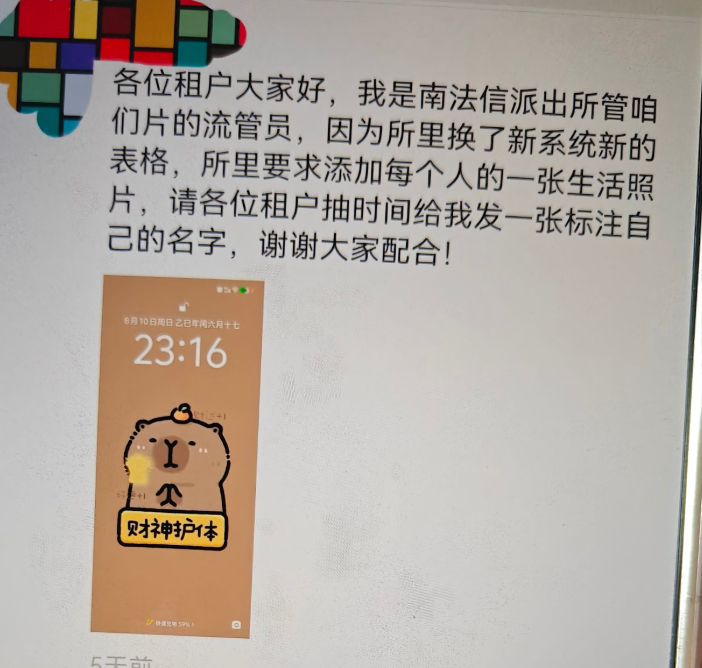 各位租户大家好，我是南法信派出所管咱
们片的流管员，因为所里换了新系统新的
表格，所里要求添加每个人的一张生活照
片，请各位租户抽时间给我发一张标注自
己的名字，谢谢大家配合！
8月10日周日 乙巳年闰六月十七
23:16
财神护体
5天前